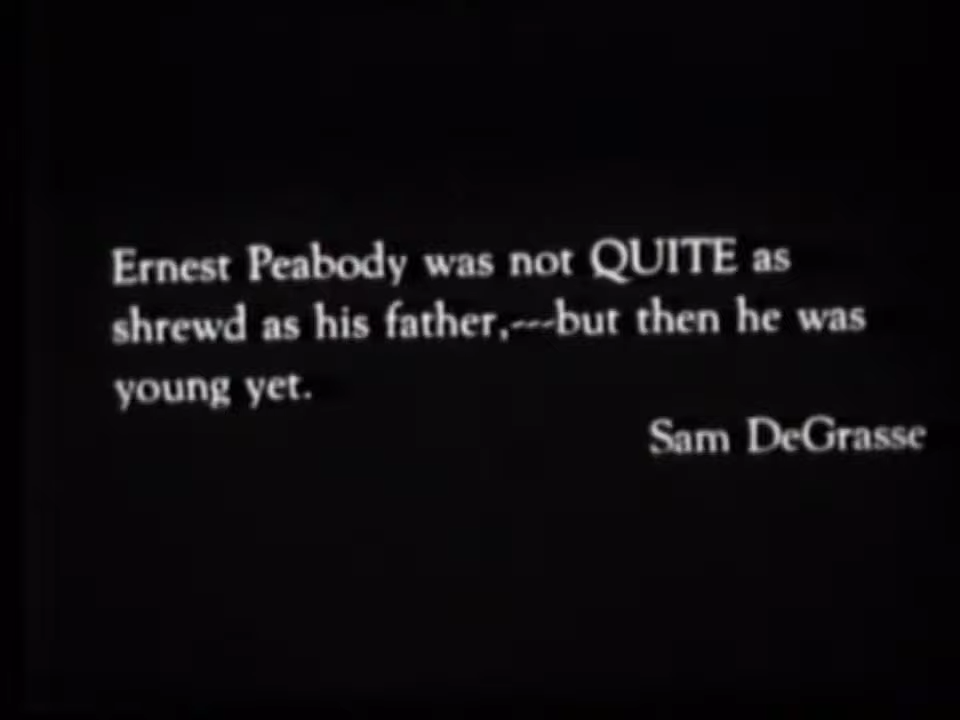 Ernest Peabody was not QUITE as
shrewd as his father,---but then he was
young yet.
Sam DeGrasse